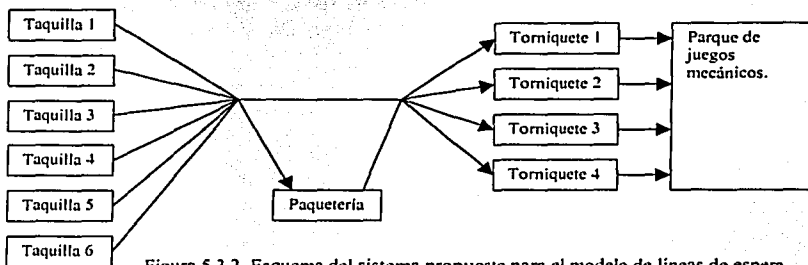 Taquilla 1
Taquilla 2
Taquilla 3
Taquilla 4
Taquilla 5
Taquilla 6
Paquetería
Torniquete 1
Torniquete 2
Torniquete 3
Torniquete 4
Parque de
juegos
mecánicos.
Figura 5.3.2 Esquema del sistema propuesto para el modelo de líneas de espera